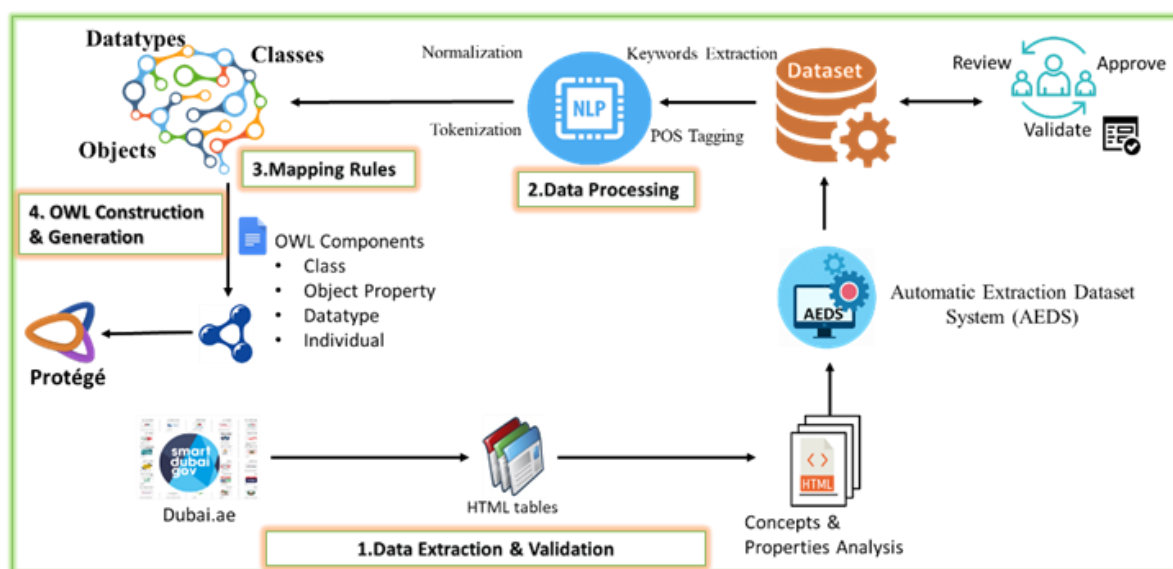 Datatypes
Classes
Objects
Normalization
Tokenization
NLP
Keywords Extraction
POS Tagging
Dataset
Review
Approve
Validate
3.Mapping Rules
2.Data Processing
4. OWL Construction
& Generation
OWL Components
• Class
• Object Property
• Datatype
• Individual
Protégé
AEDS
Automatic Extraction Dataset
System (AEDS)
smart
dubai
gov
Dubai.ae
HTML tables
HTML
Concepts &
Properties Analysis
1.Data Extraction & Validation